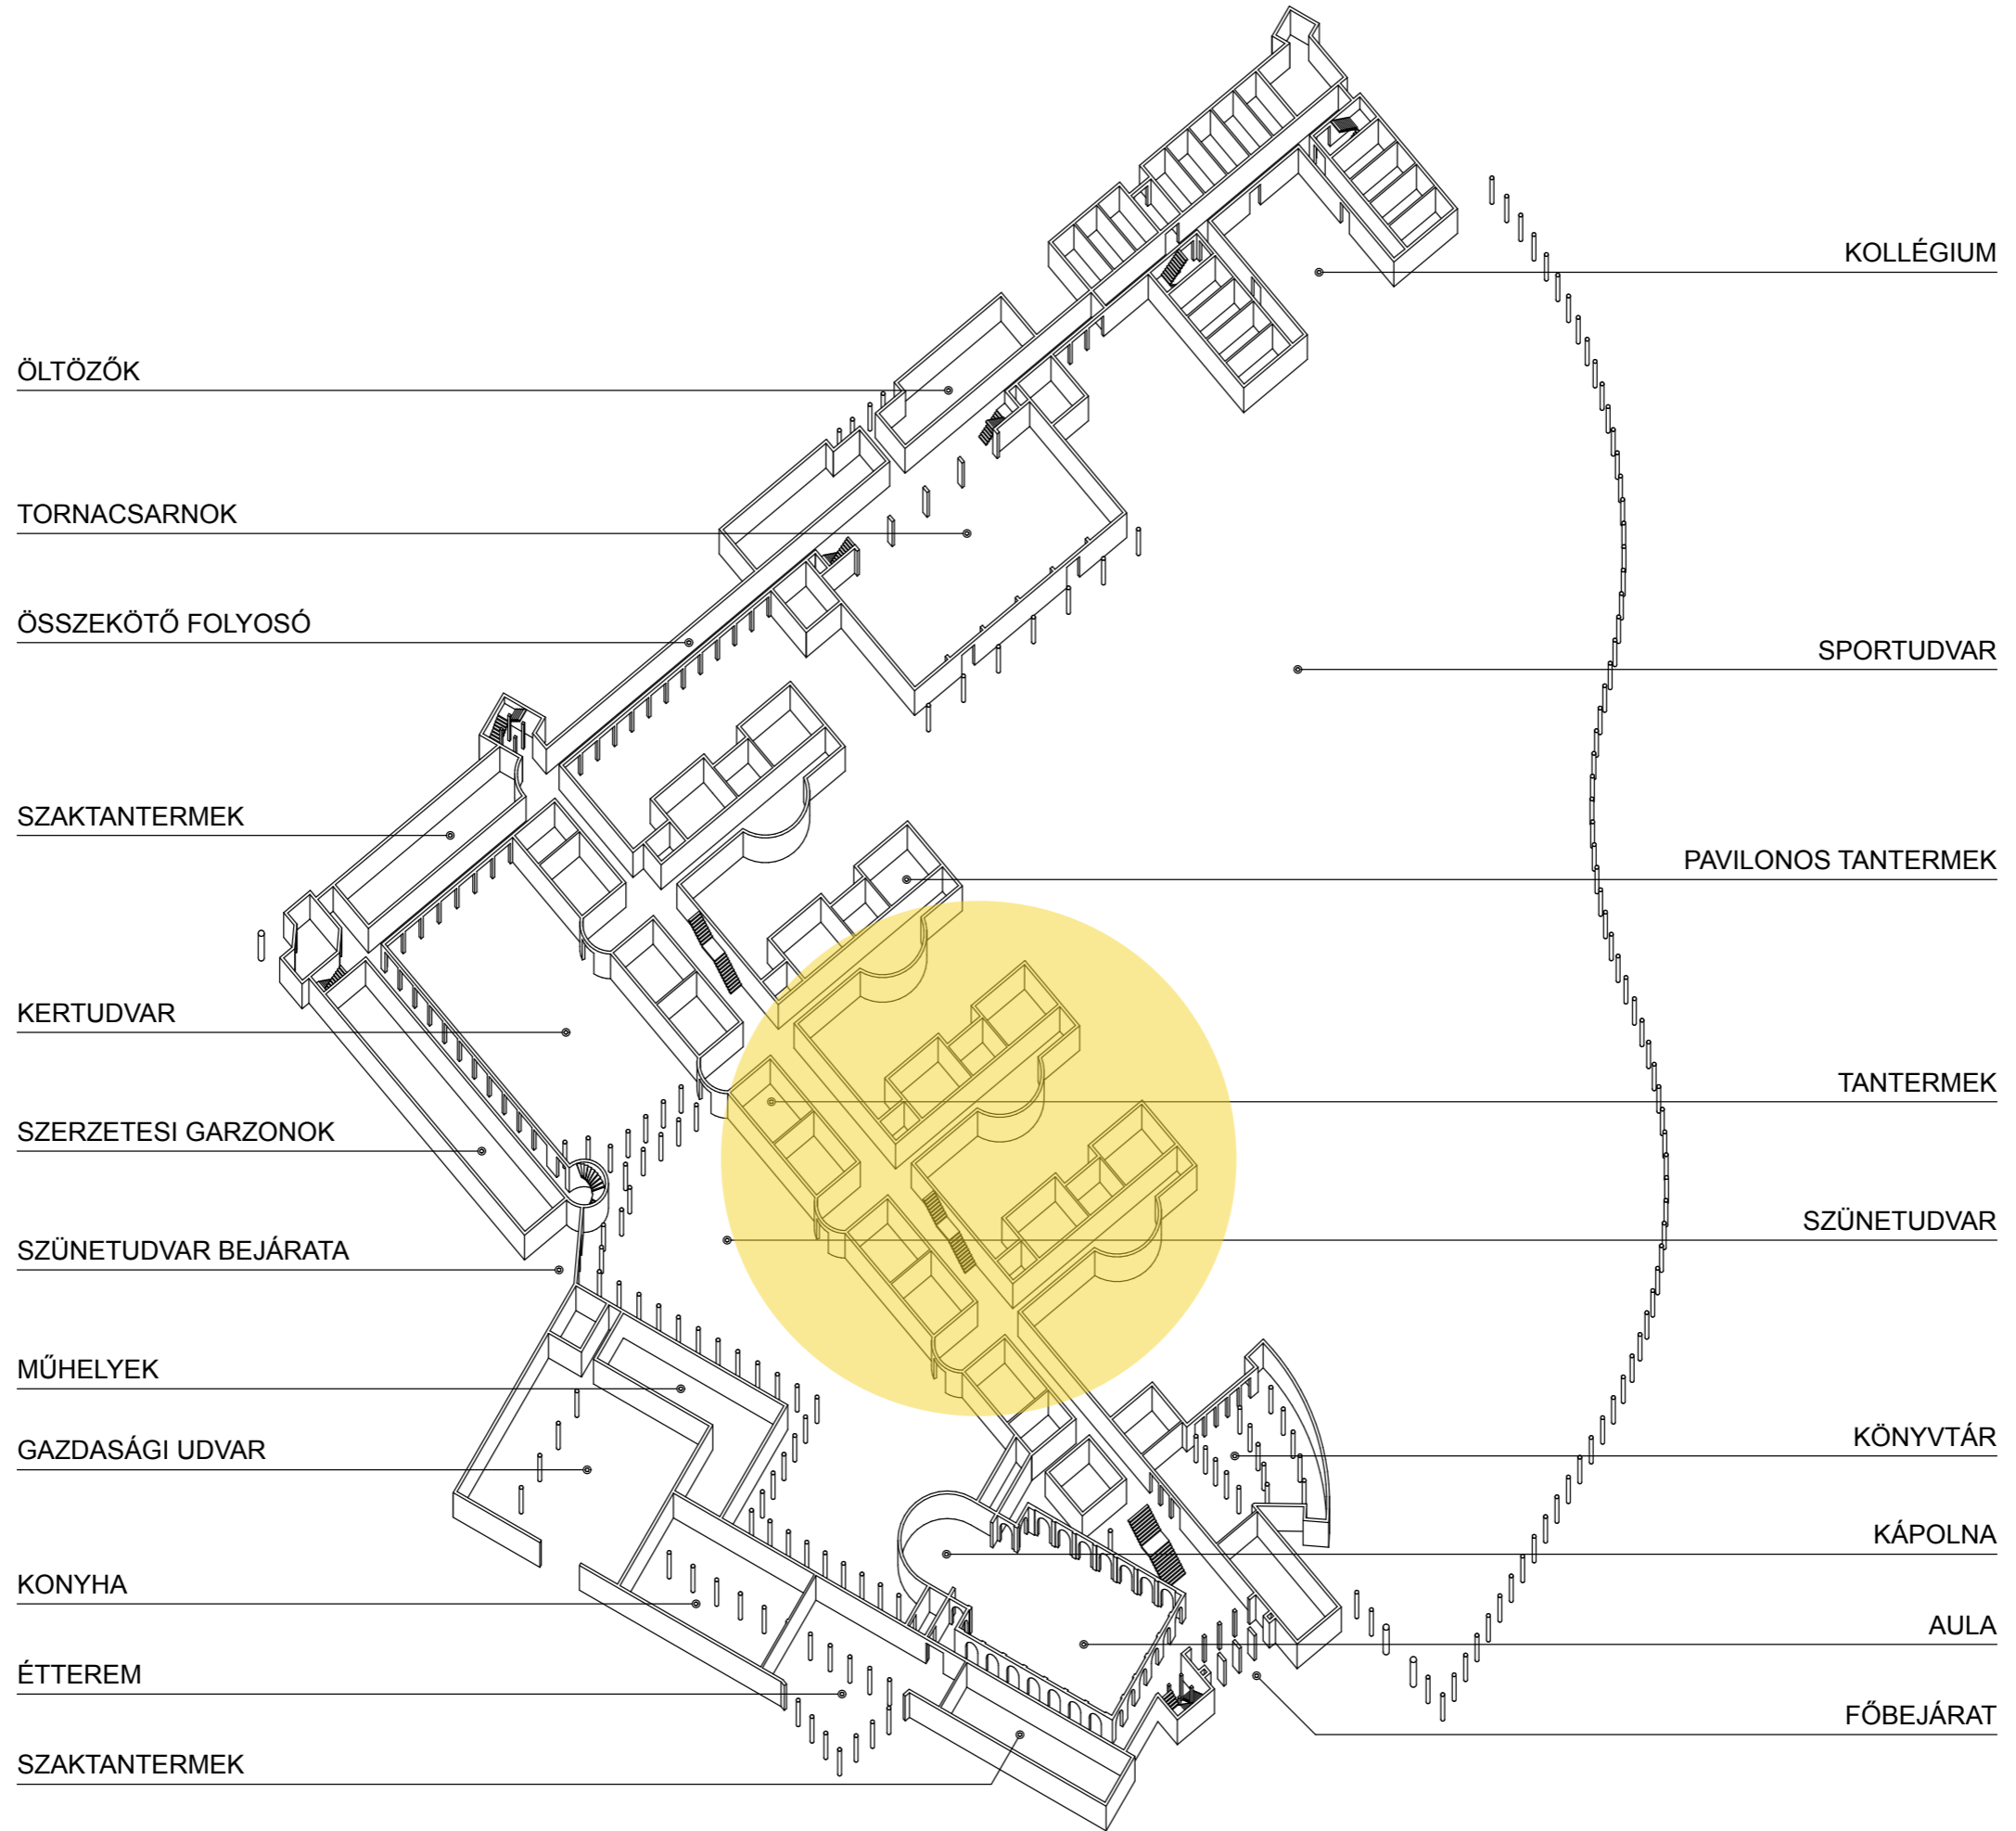 ÖLTÖZŐK
TORNACSARNOK
ÖSSZEKÖTŐ FOLYOSÓ
SZAKTANTERMEK
KERTUDVAR
SZERZETESI GARZONOK
SZÜNETUDVAR BEJÁRATA
MŰHELYEK
GAZDASÁGI UDVAR
KONYHA
ÉTTEREM
SZAKTANTERMEK
KOLLÉGIUM
SPORTUDVAR
PAVILONOS TANTERMEK
TANTERMEK
SZÜNETUDVAR
KÖNYVTÁR
KÁPOLNA
AULA
FŐBEJÁRAT